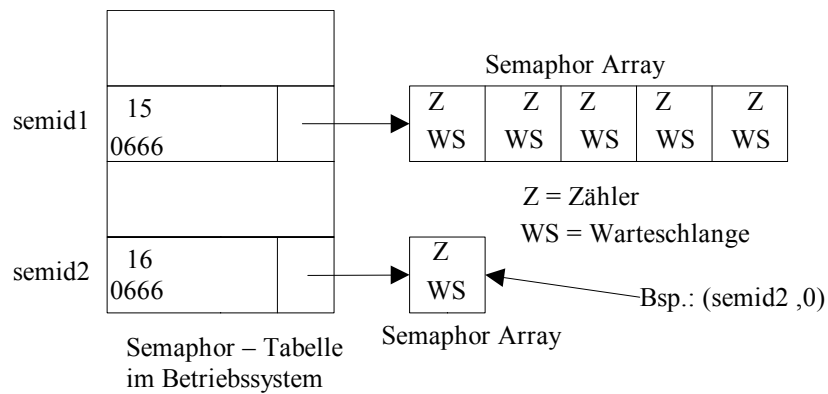 Semaphor Array
semid1
15
0666
Z Z Z Z Z
WS WS WS WS WS
Z = Zähler
WS = Warteschlange
semid2
16
0666
Z
WS
Bsp.: (semid2 ,0)
Semaphor Array
Semaphor – Tabelle
im Betriebssystem